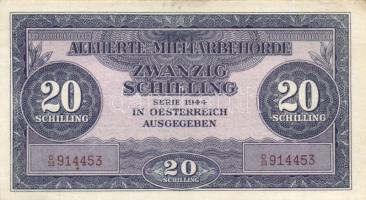 ALLIIERTE MILITÄRBEHÖRDE
ZWANZIG
SCHILLING
SERIE 1944
IN OESTERREICH
AUSGEGEBEN
20
SCHILLING
20
SCHILLING
914453
914453
20
SCHILLING